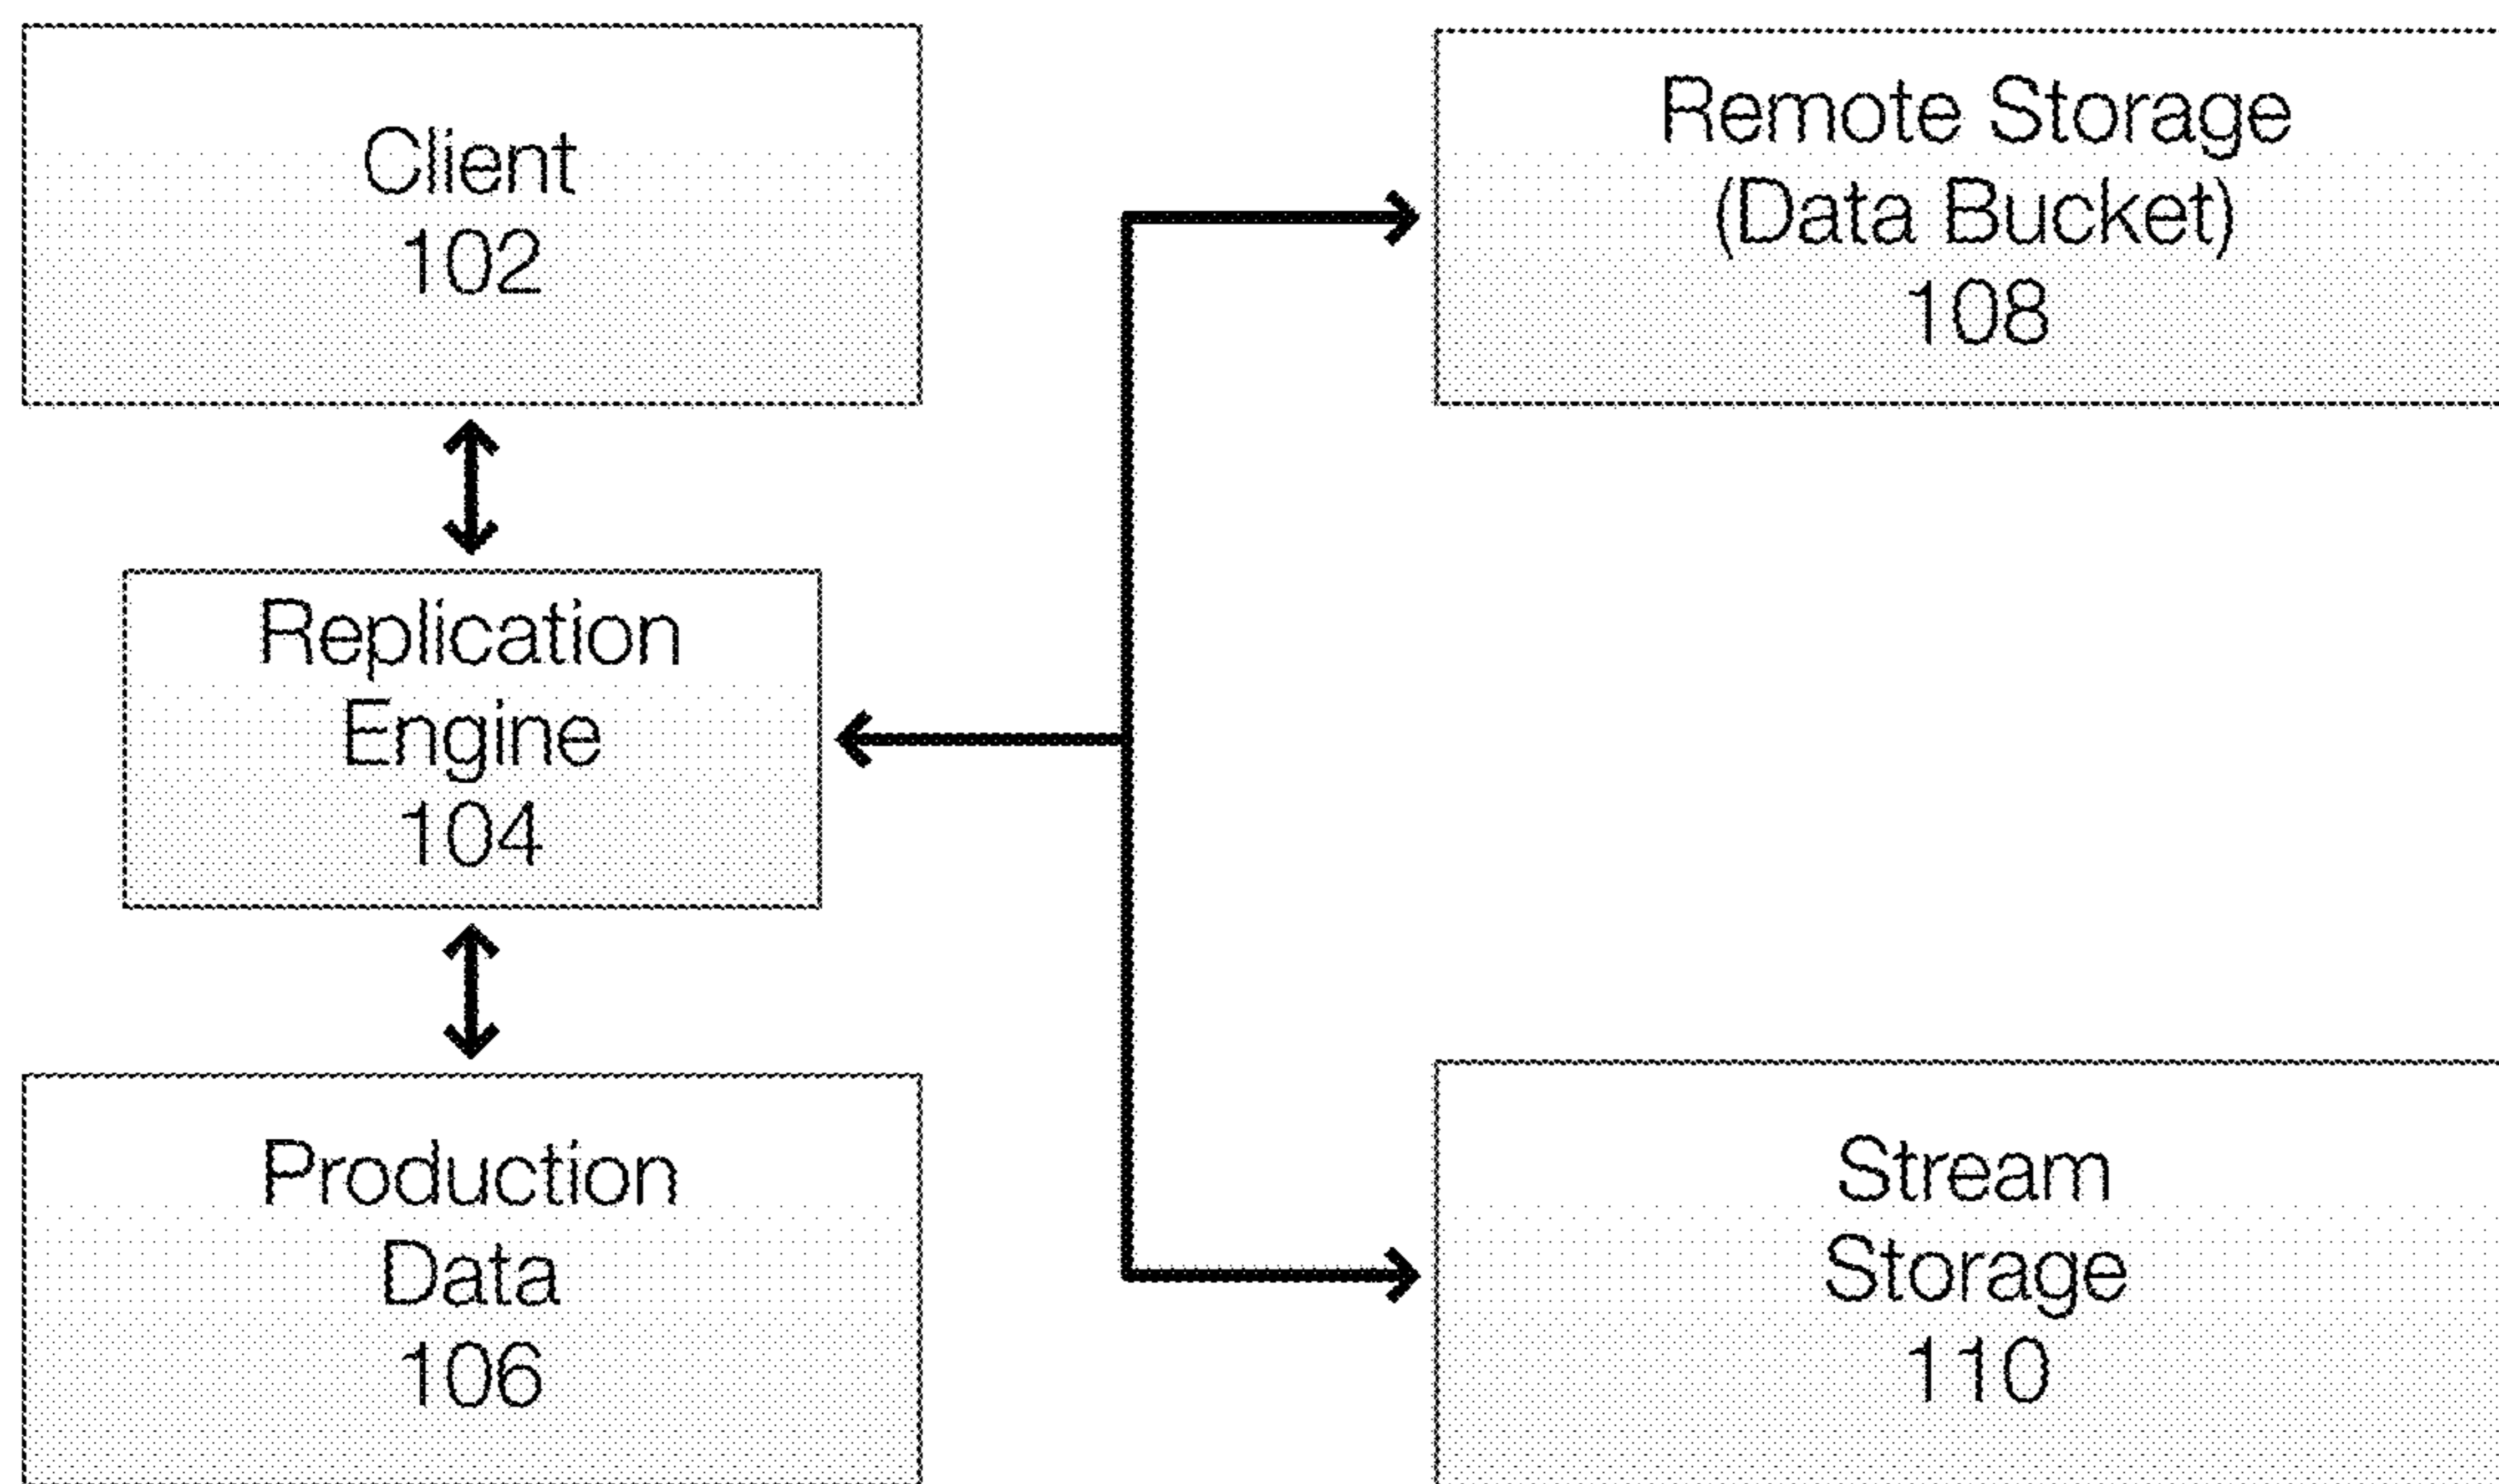 Client
102
Remote Storage
(Data Bucket)
108
Replication
Engine
104
Production
Data
106
Stream
Storage
110